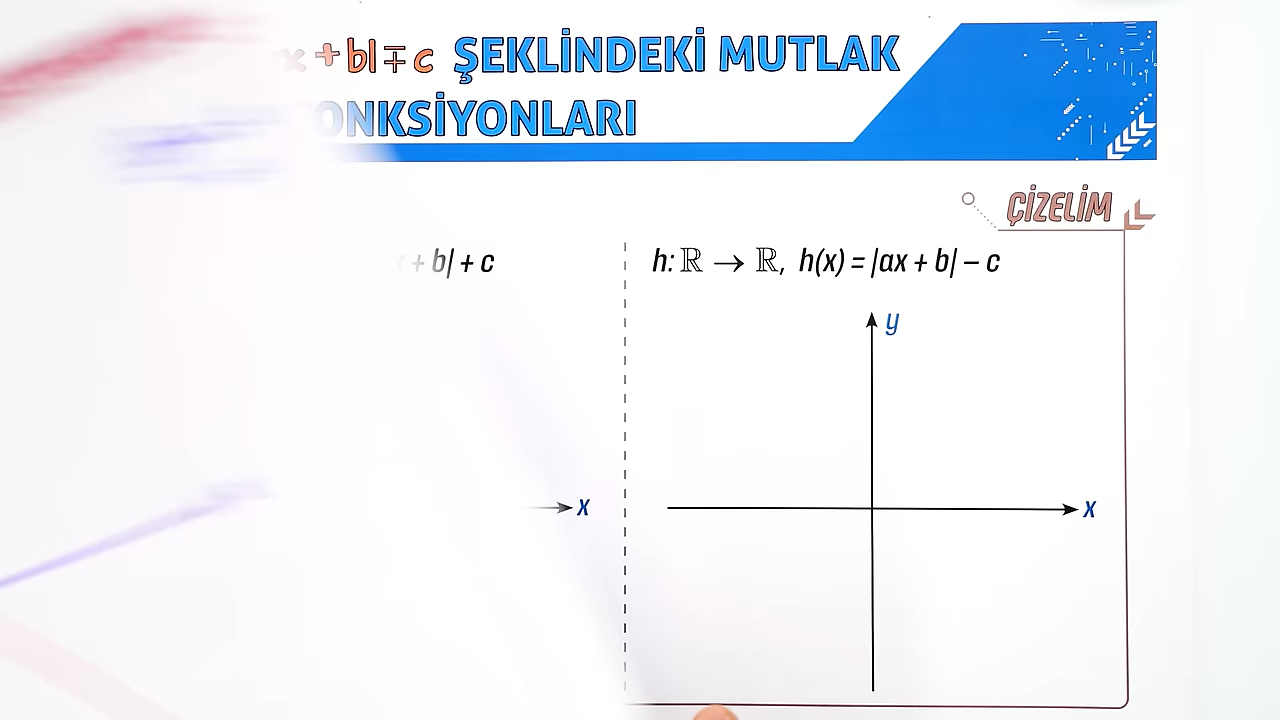 x + b| ∓ c ŞEKLİNDEKİ MUTLAK
ONKSİYONLARI
ÇİZELİM
x + b| + c
x
h: ℝ → ℝ, h(x) = |ax + b| – c
y
x